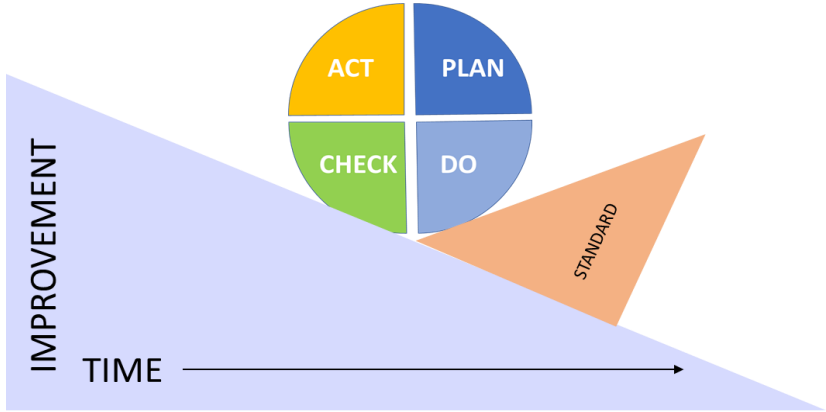 ACT
PLAN
CHECK
DO
STANDARD
IMPROVEMENT
TIME